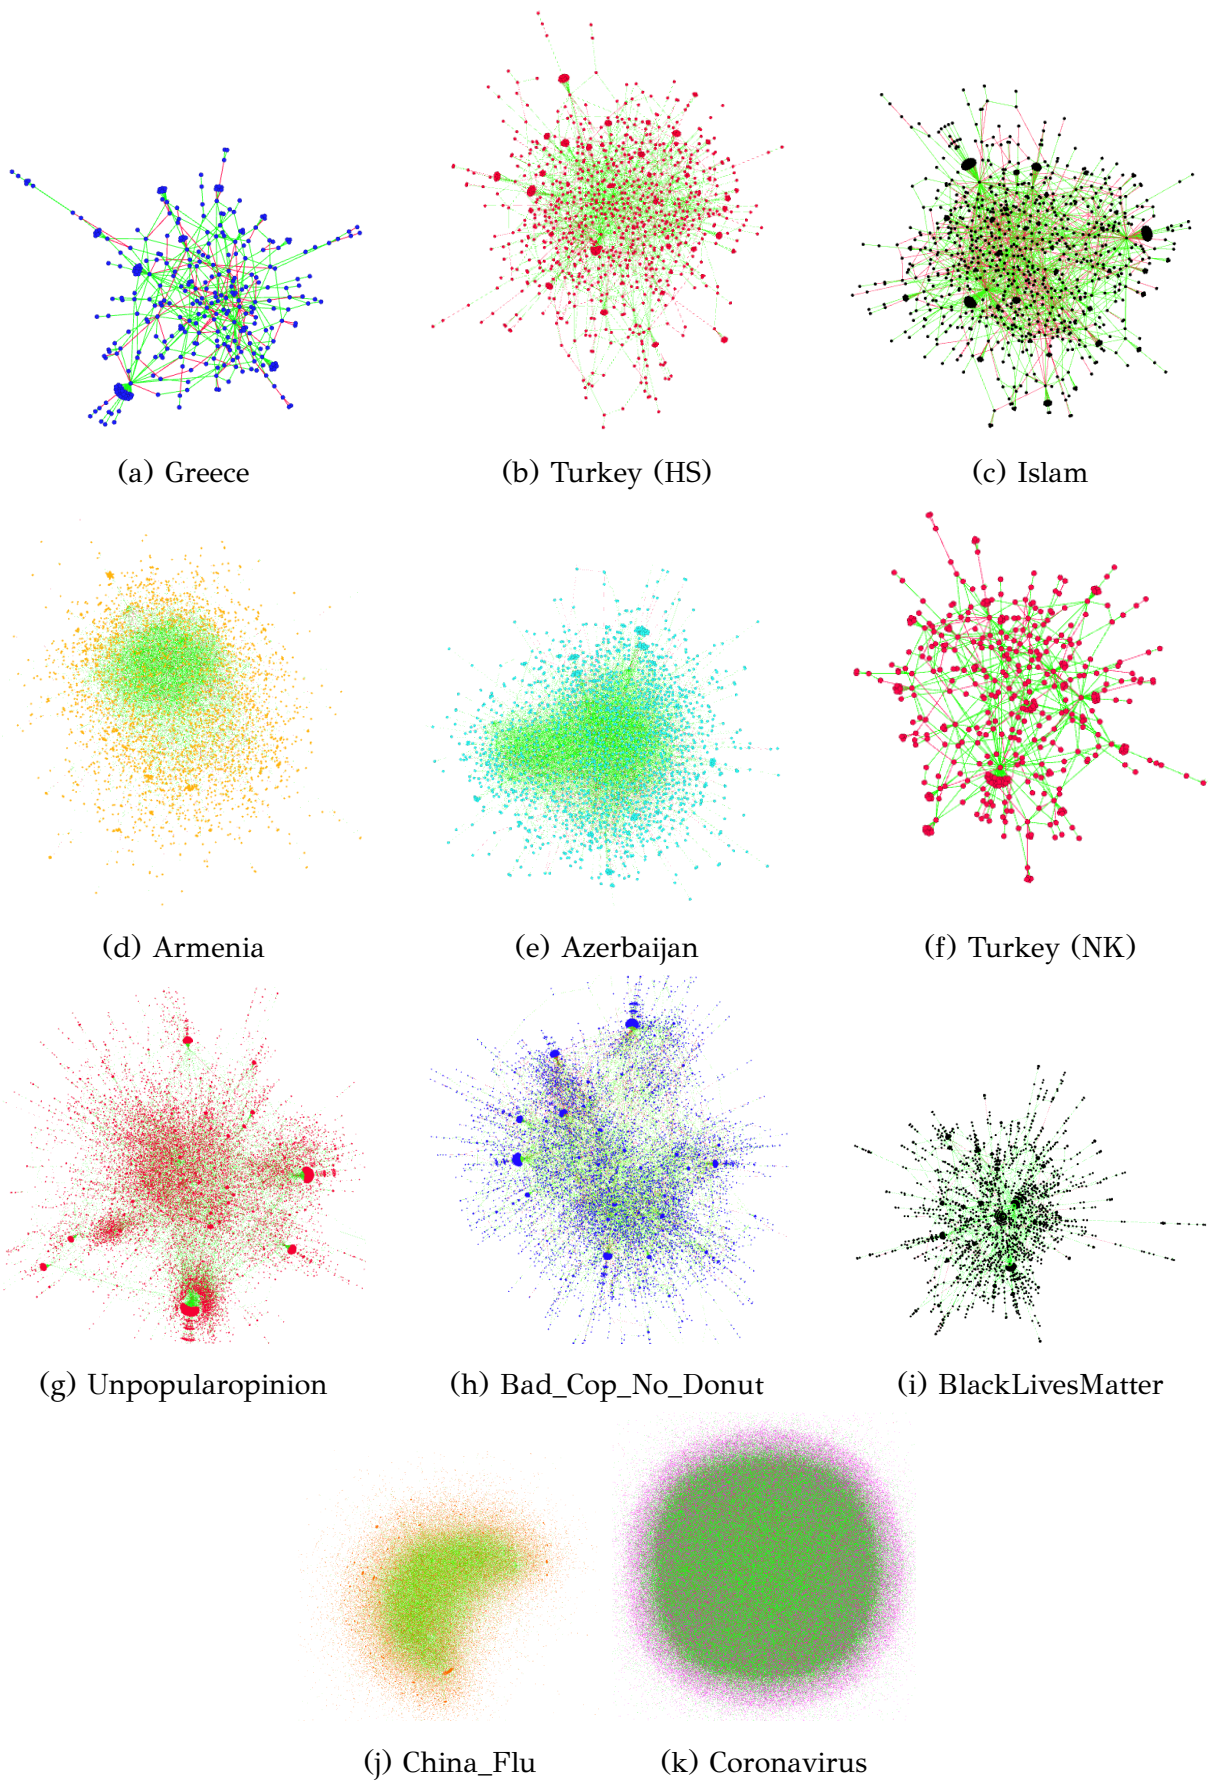 (a) Greece
(b) Turkey (HS)
(c) Islam
(d) Armenia
(e) Azerbaijan
(f) Turkey (NK)
(g) Unpopularopinion
(h) Bad_Cop_No_Donut
(i) BlackLivesMatter
(j) China_Flu
(k) Coronavirus